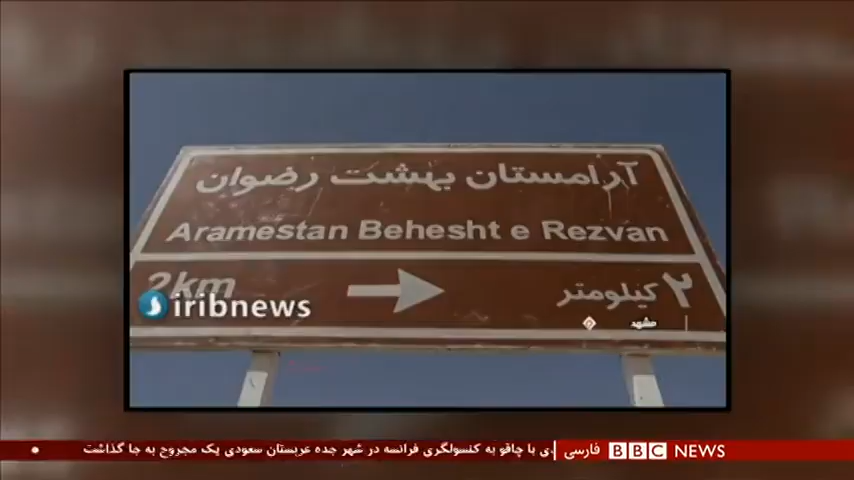 آرامستان بهشت رضوان
Aramestan Behesht e Rezvan
2km
۲ کیلومتر
iribnews
مشهد
دی با چاقو به کنسولگری فرانسه در شهر جده عربستان سعودی یک مجروح به جا گذاشت
BBC NEWS فارسی